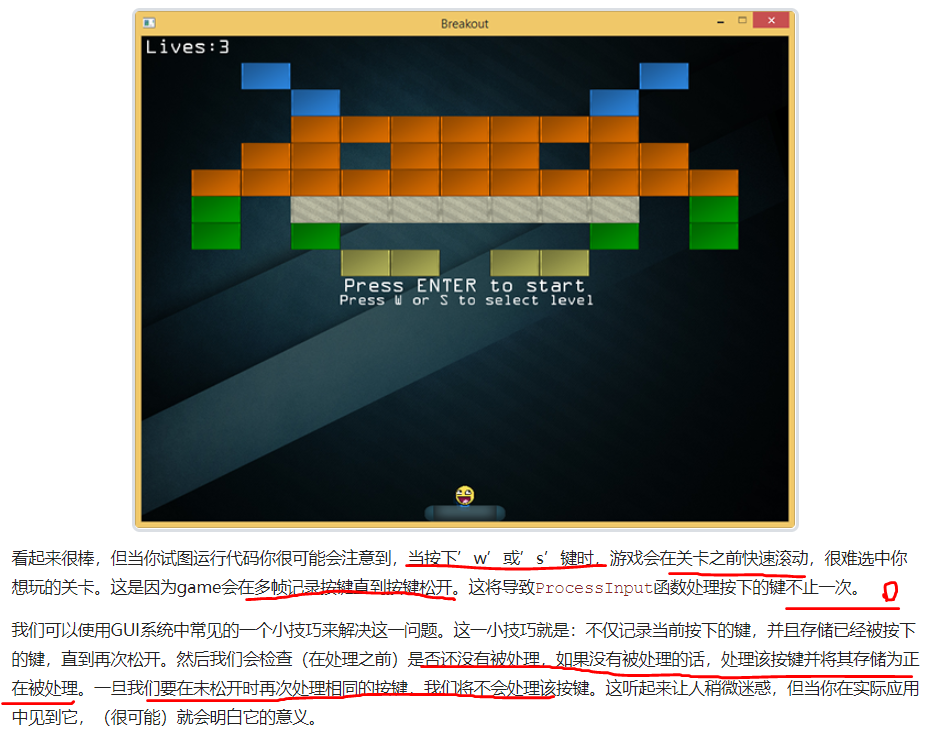 Breakout
Lives:3
Press ENTER to start
Press W or S to select level
看起来很棒，但当你试图运行代码你很可能会注意到，当按下’w’或’s’键时，游戏会在关卡之前快速滚动，很难选中你
想玩的关卡。这是因为game会在多帧记录按键直到按键松开。这将导致ProcessInput函数处理按下的键不止一次。
我们可以使用GUI系统中常见的一个小技巧来解决这一问题。这一小技巧就是：不仅记录当前按下的键，并且存储已经被按下
的键，直到再次松开。然后我们会检查（在处理之前）是否还没有被处理，如果没有被处理的话，处理该按键并将其存储为正
在被处理。一旦我们要在未松开时再次处理相同的按键，我们将不会处理该按键。这听起来让人稍微迷惑，但当你在实际应用
中见到它，（很可能）就会明白它的意义。